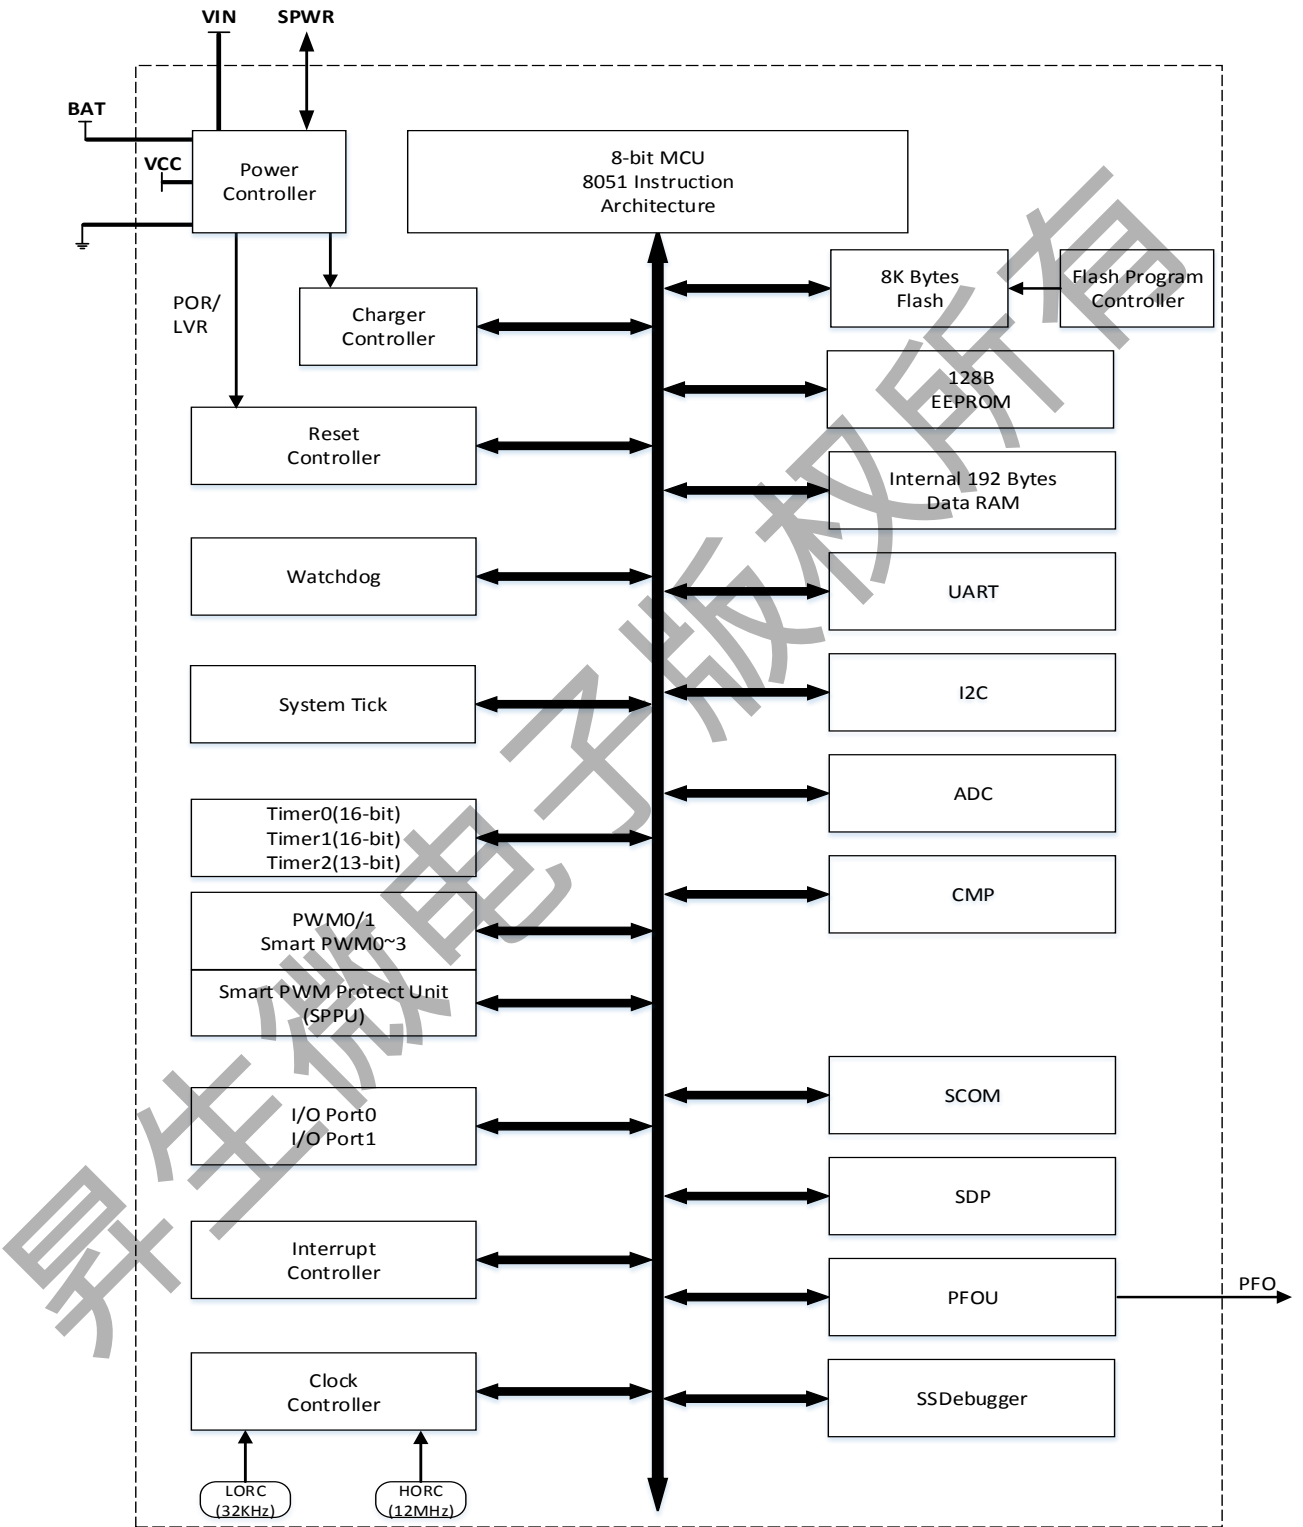 VIN
SPWR
BAT
VCC
Power
Controller
8-bit MCU
8051 Instruction
Architecture
POR/
LVR
Charger
Controller
8K Bytes
Flash
Flash Program
Controller
128B
EEPROM
Reset
Controller
Internal 192 Bytes
Data RAM
Watchdog
UART
System Tick
I2C
Timer0(16-bit)
Timer1(16-bit)
Timer2(13-bit)
ADC
PWM0/1
Smart PWM0~3
CMP
Smart PWM Protect Unit
(SPPU)
I/O Port0
I/O Port1
SCOM
SDP
Interrupt
Controller
PFOU
PFO
Clock
Controller
SSDebugger
LORC
(32KHz)
HORC
(12MHz)
昇生微电子版权所有